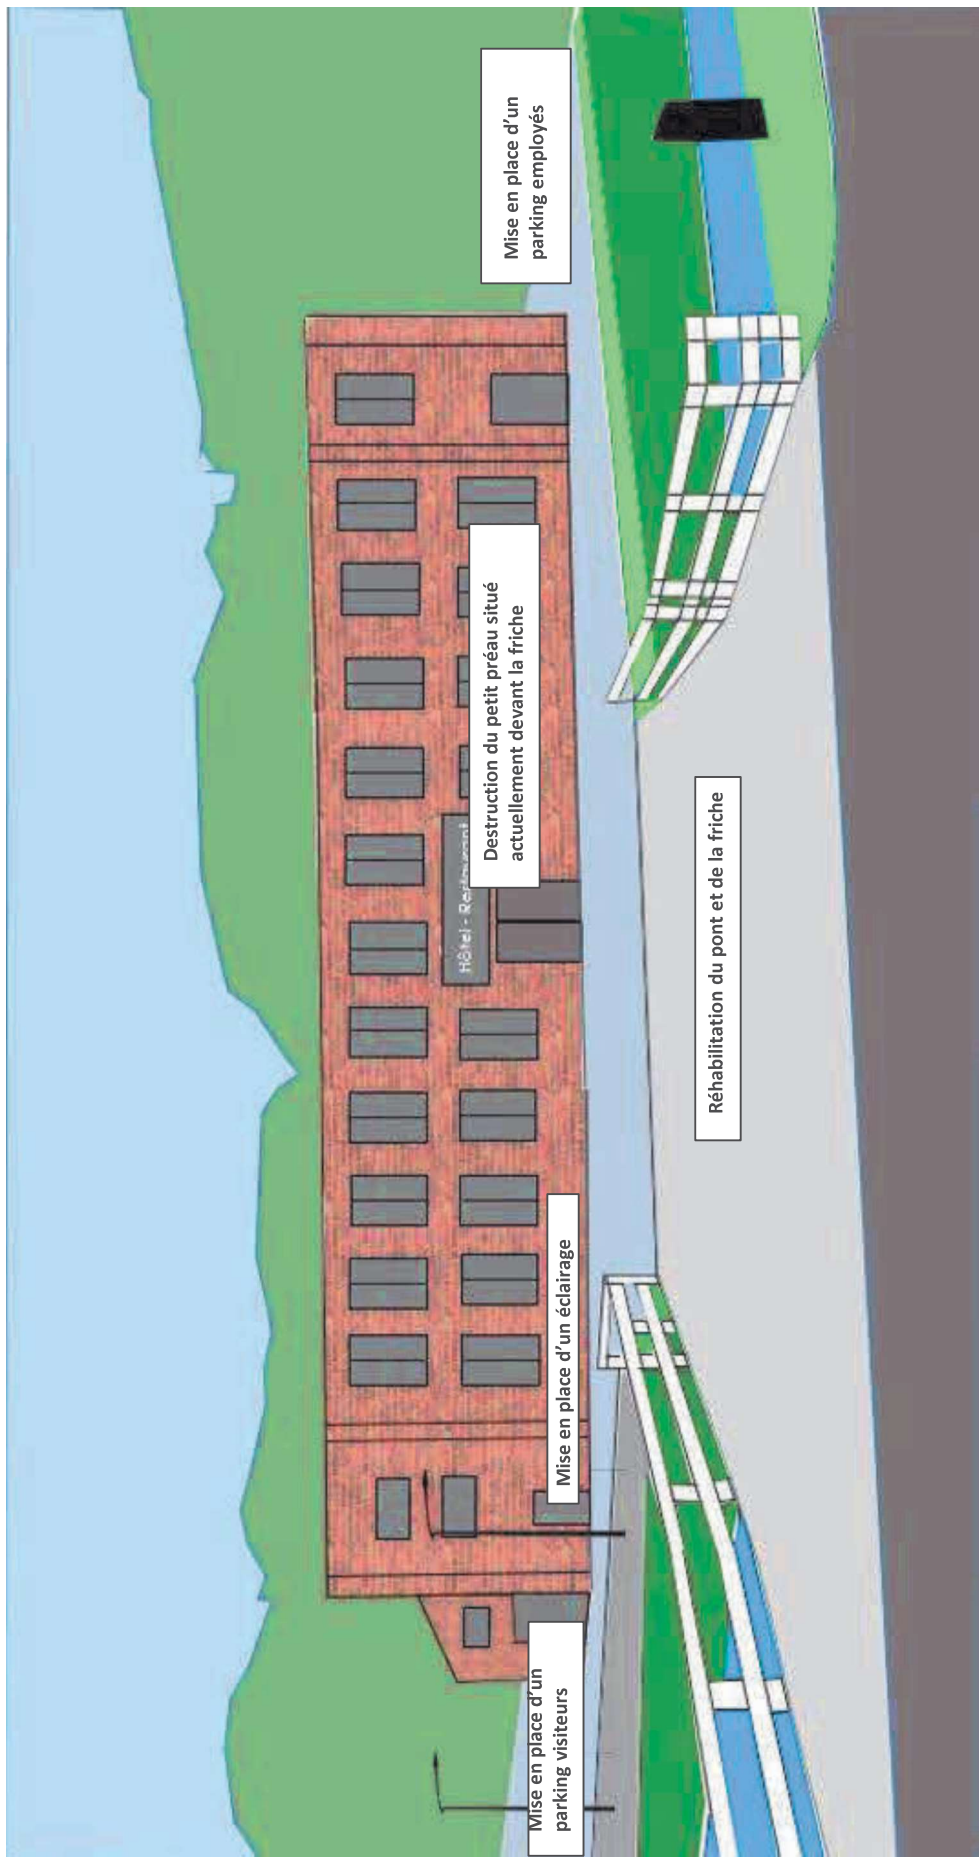 Mise en place d'un
parking visiteurs
Mise en place d'un éclairage
Hôtel - Restaurant
Destruction du petit préau situé
actuellement devant la friche
Réhabilitation du pont et de la friche
Mise en place d'un
parking employés